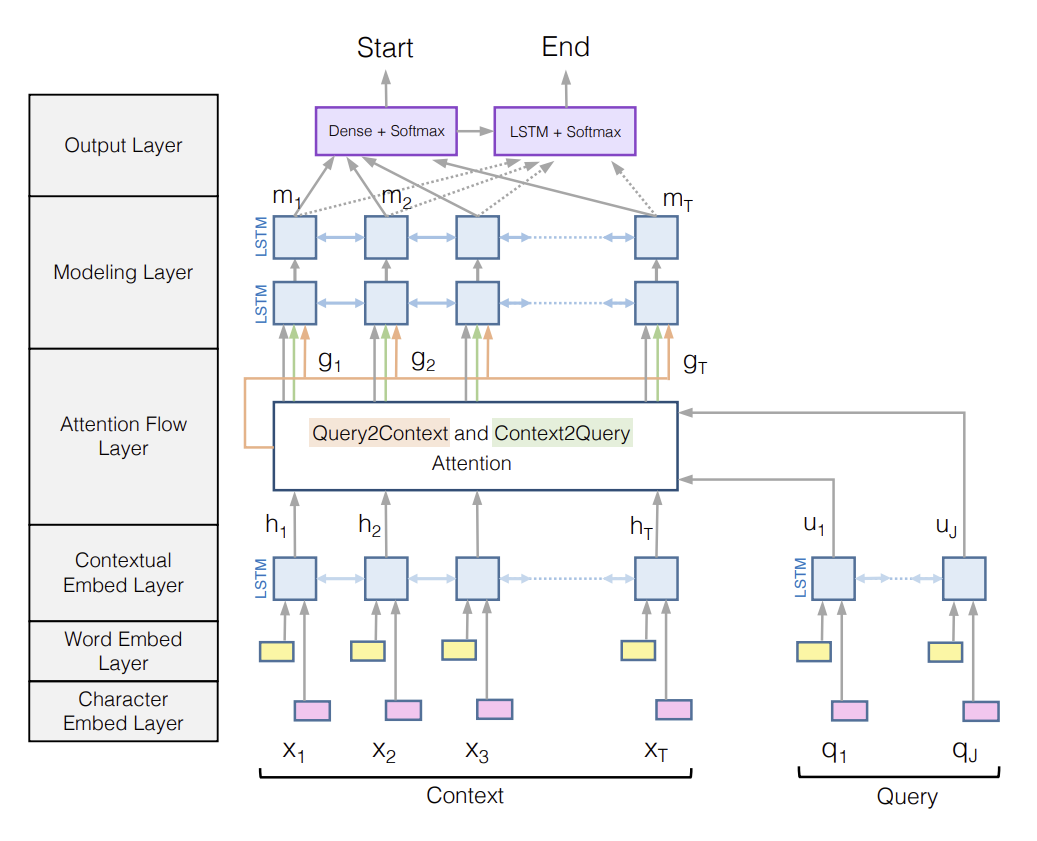 Start
End
Output Layer
Dense + Softmax
LSTM + Softmax
m1
m2
mT
LSTM
Modeling Layer
LSTM
g1
g2
gT
Attention Flow
Layer
Query2Context and Context2Query
Attention
h1
h2
hT
u1
uJ
Contextual
Embed Layer
LSTM
LSTM
Word Embed
Layer
Character
Embed Layer
x1
x2
x3
xT
q1
qJ
Context
Query